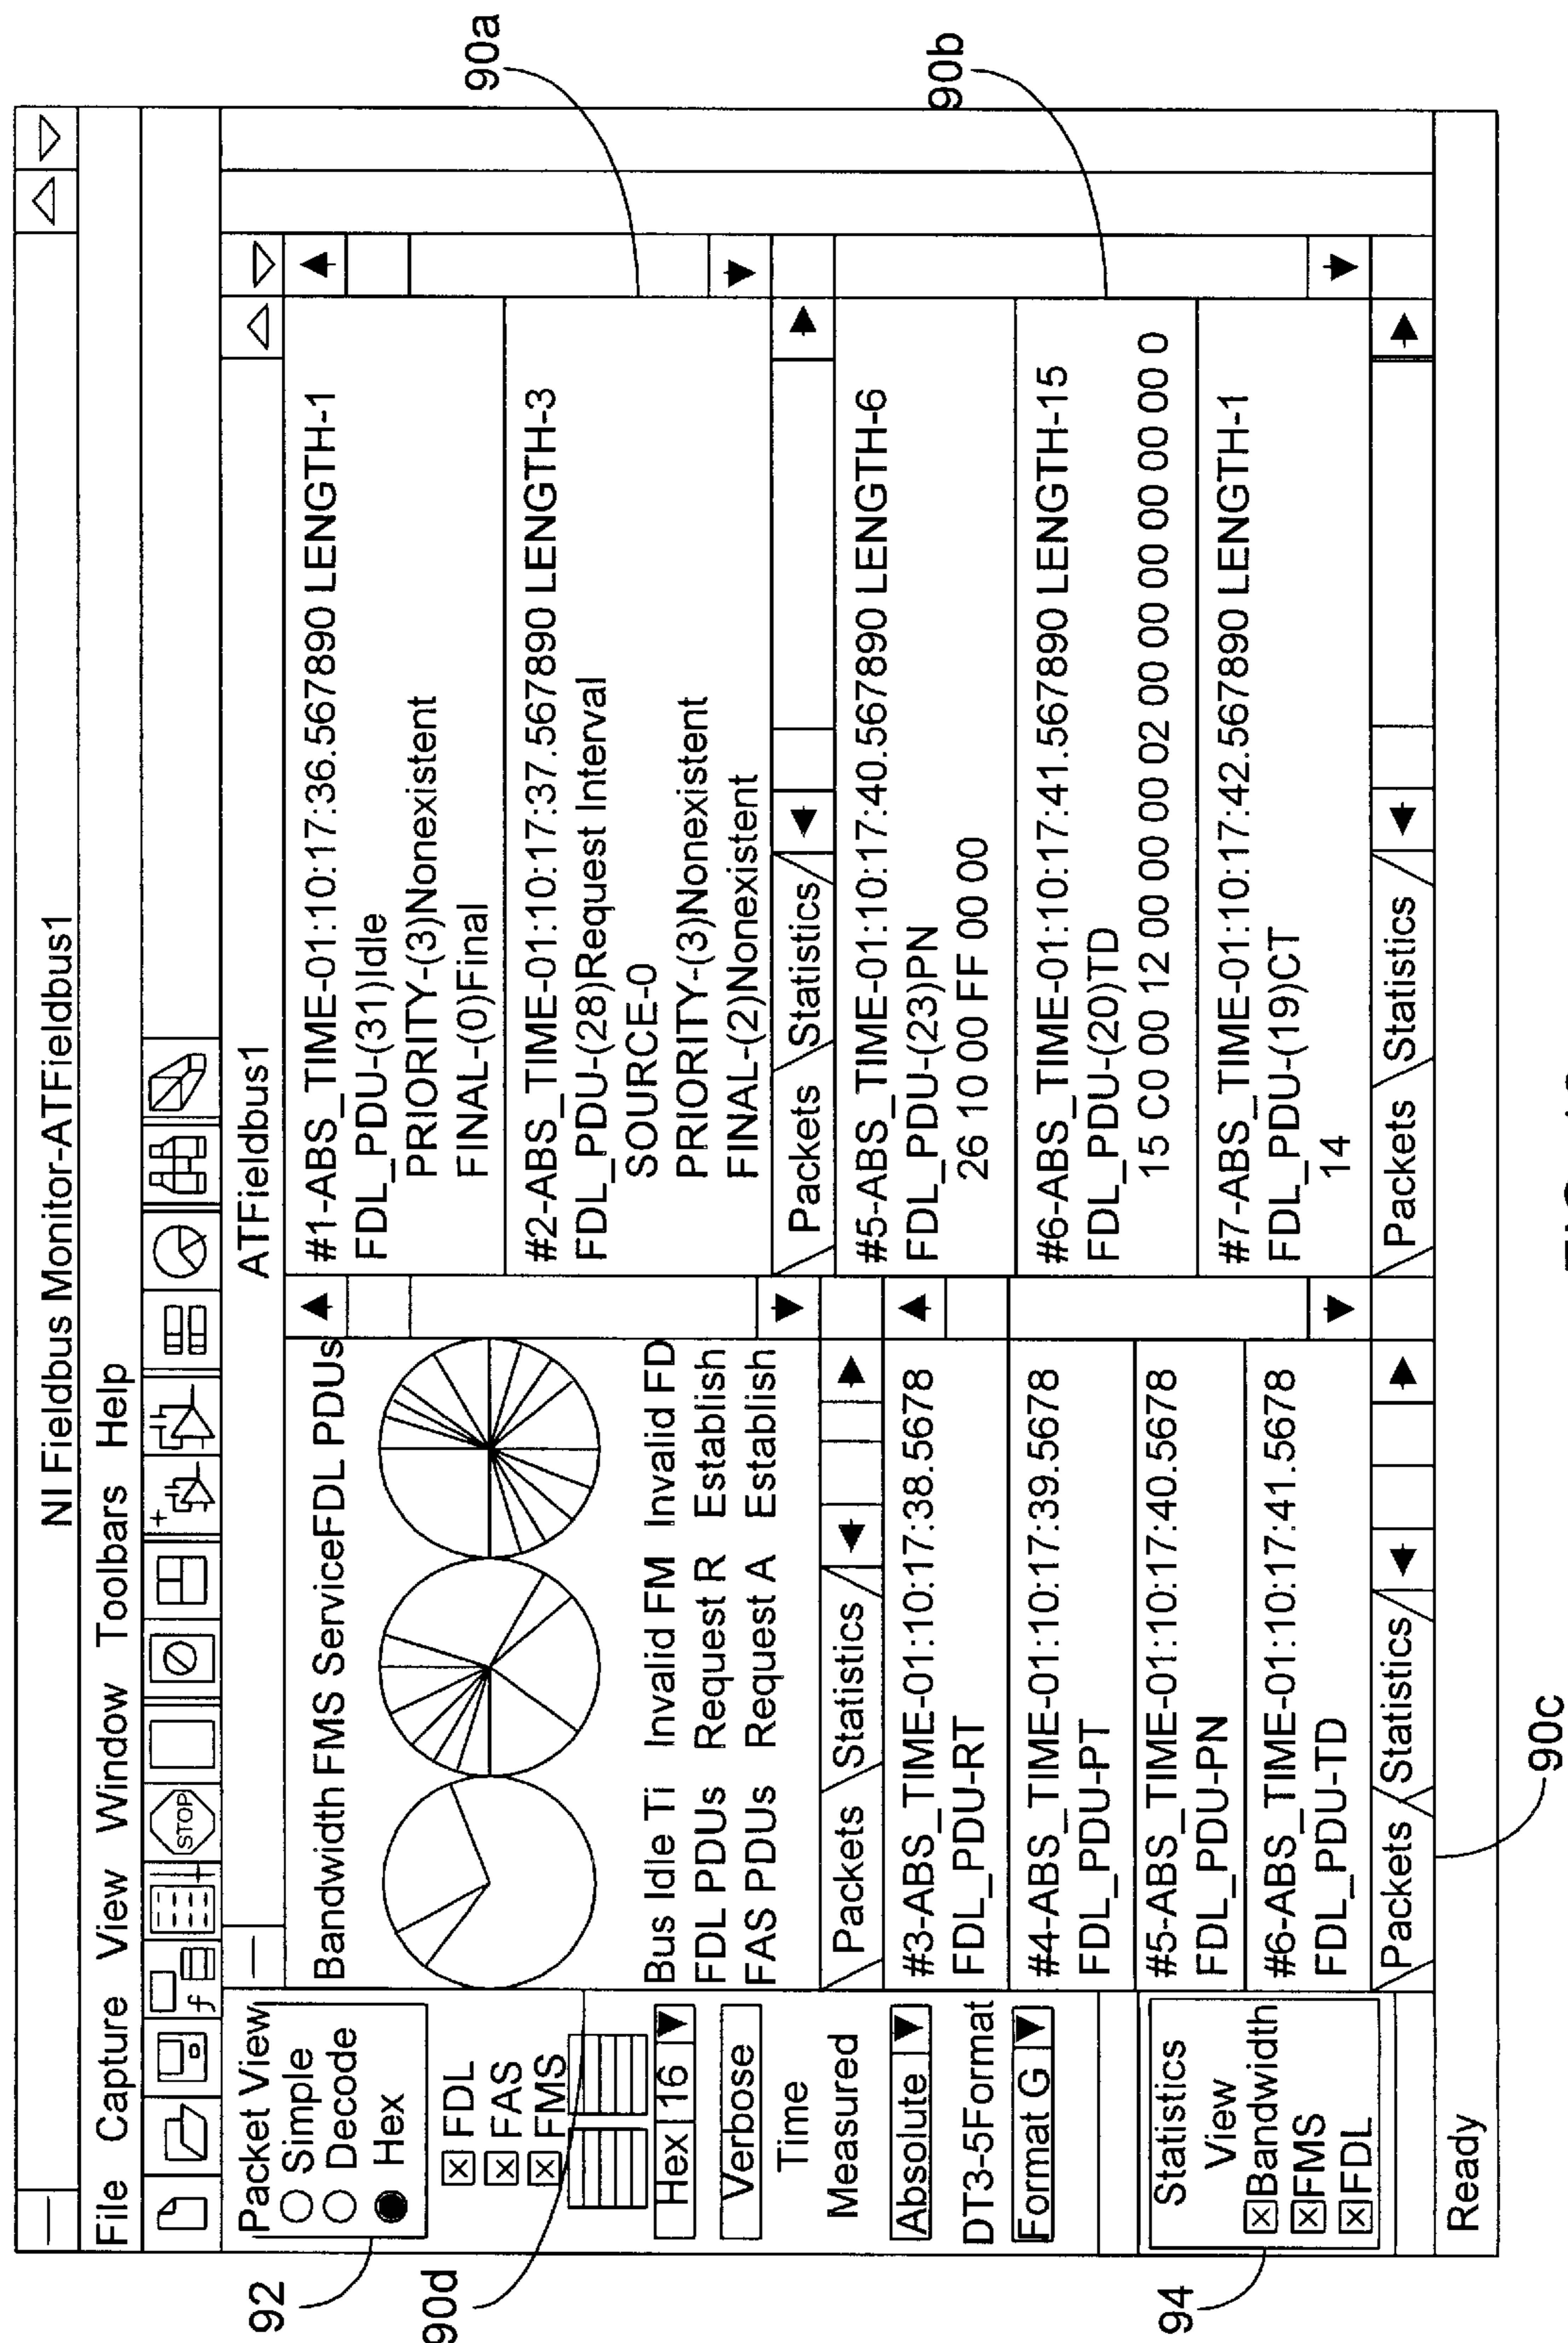 NI Fieldbus Monitor-ATFieldbus1
File Capture View Window Toolbars Help
STOP
f
+
Packet View
Simple
Decode
Hex
FDL
FAS
FMS
Hex 16
Verbose
Time
Measured
Absolute
DT3-5Format
Format G
Statistics
View
Bandwidth
FMS
FDL
Ready
ATFieldbus1
Bandwidth FMS ServiceFDL PDUs
Bus Idle Ti Invalid FM Invalid FD
FDL PDUs Request R Establish
FAS PDUs Request A Establish
Packets Statistics
#1-ABS_TIME-01:10:17:36.567890 LENGTH-1
FDL_PDU-(31)Idle
PRIORITY-(3)Nonexistent
FINAL-(0)Final
#2-ABS_TIME-01:10:17:37.567890 LENGTH-3
FDL_PDU-(28)Request Interval
SOURCE-0
PRIORITY-(3)Nonexistent
FINAL-(2)Nonexistent
Packets Statistics
#3-ABS_TIME-01:10:17:38.5678
FDL_PDU-RT
#4-ABS_TIME-01:10:17:39.5678
FDL_PDU-PT
#5-ABS_TIME-01:10:17:40.5678
FDL_PDU-PN
#6-ABS_TIME-01:10:17:41.5678
FDL_PDU-TD
Packets Statistics
#5-ABS_TIME-01:10:17:40.567890 LENGTH-6
FDL_PDU-(23)PN
26 10 00 FF 00 00
#6-ABS_TIME-01:10:17:41.567890 LENGTH-15
FDL_PDU-(20)TD
15 C0 00 12 00 00 00 02 00 00 00 00 00 00 0
#7-ABS_TIME-01:10:17:42.567890 LENGTH-1
FDL_PDU-(19)CT
14
Packets Statistics
90a
90b
90c
90d
92
94